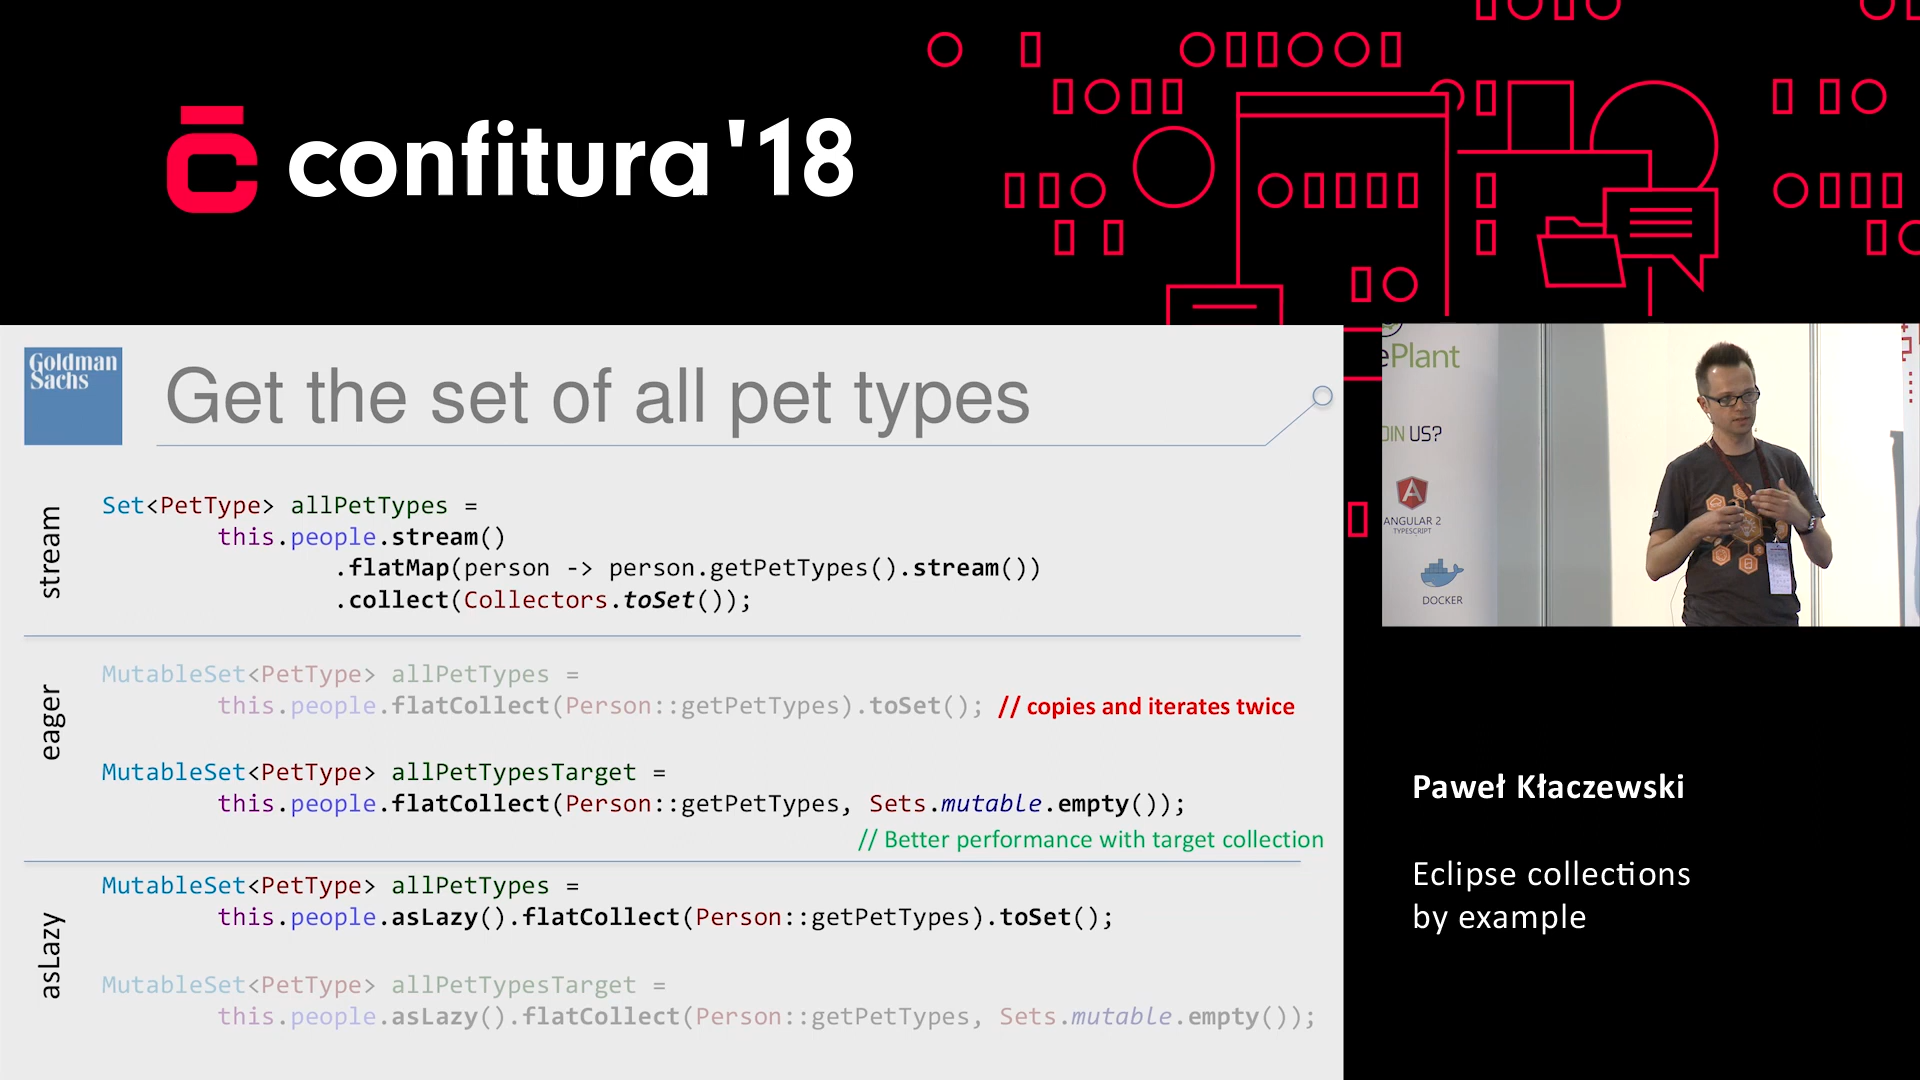 confitura '18
Goldman
Sachs
Get the set of all pet types
stream
Set<PetType> allPetTypes =
this.people.stream()
.flatMap(person -> person.getPetTypes().stream())
.collect(Collectors.toSet());
eager
MutableSet<PetType> allPetTypes =
this.people.flatCollect(Person::getPetTypes).toSet(); // copies and iterates twice
MutableSet<PetType> allPetTypesTarget =
this.people.flatCollect(Person::getPetTypes, Sets.mutable.empty());
// Better performance with target collection
asLazy
MutableSet<PetType> allPetTypes =
this.people.asLazy().flatCollect(Person::getPetTypes).toSet();
MutableSet<PetType> allPetTypesTarget =
this.people.asLazy().flatCollect(Person::getPetTypes, Sets.mutable.empty());
ePlant
OIN US?
ANGULAR 2
TYPESCRIPT
DOCKER
Paweł Kłaczewski
Eclipse collections
by example